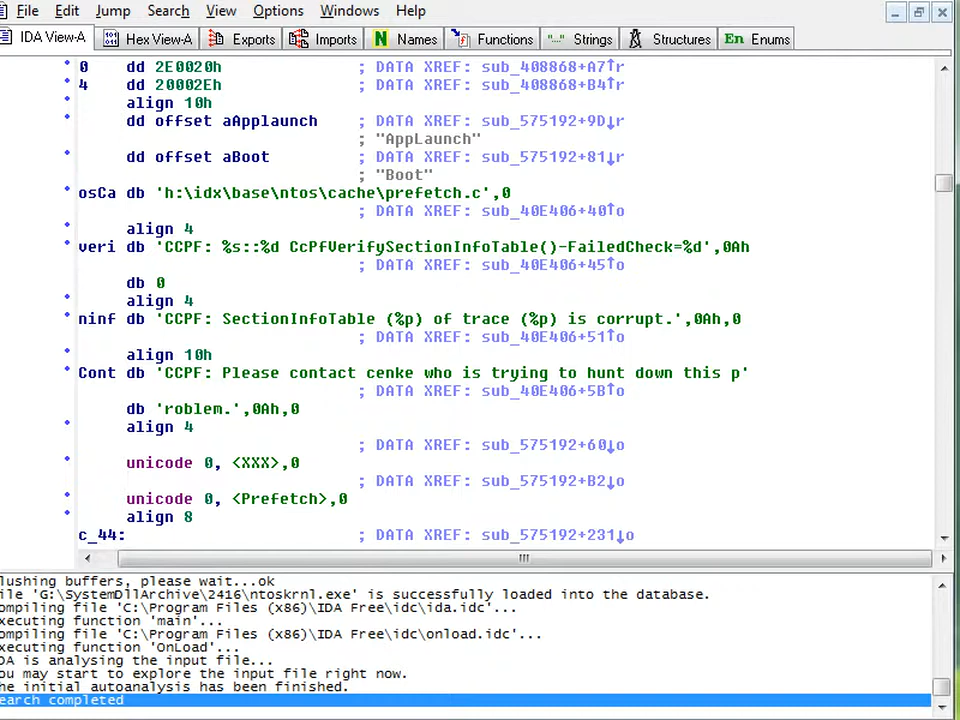 File Edit Jump Search View Options Windows Help
IDA View-A Hex View-A Exports Imports Names Functions Strings Structures En Enums
0 dd 2E0020h ; DATA XREF: sub_408868+A7↑r
4 dd 20002Eh ; DATA XREF: sub_408868+B4↑r
align 10h
dd offset aApplaunch ; DATA XREF: sub_575192+9D↓r
; "AppLaunch"
dd offset aBoot ; DATA XREF: sub_575192+81↓r
; "Boot"
osCa db 'h:\idx\base\ntos\cache\prefetch.c',0
; DATA XREF: sub_40E406+40↑o
align 4
veri db 'CCPF: %s::%d CcPfVerifySectionInfoTable()-FailedCheck=%d',0Ah
; DATA XREF: sub_40E406+45↑o
db 0
align 4
ninf db 'CCPF: SectionInfoTable (%p) of trace (%p) is corrupt.',0Ah,0
; DATA XREF: sub_40E406+51↑o
align 10h
Cont db 'CCPF: Please contact cenke who is trying to hunt down this p'
; DATA XREF: sub_40E406+5B↑o
db 'roblem.',0Ah,0
align 4
; DATA XREF: sub_575192+60↓o
unicode 0, <XXX>,0
; DATA XREF: sub_575192+B2↓o
unicode 0, <Prefetch>,0
align 8
c_44: ; DATA XREF: sub_575192+231↓o
lushing buffers, please wait...ok
ile 'G:\SystemDllArchive\2416\ntoskrnl.exe' is successfully loaded into the database.
ompiling file 'C:\Program Files (x86)\IDA Free\idc\ida.idc'...
xecuting function 'main'...
ompiling file 'C:\Program Files (x86)\IDA Free\idc\onload.idc'...
xecuting function 'OnLoad'...
DA is analysing the input file...
ou may start to explore the input file right now.
he initial autoanalysis has been finished.
earch completed